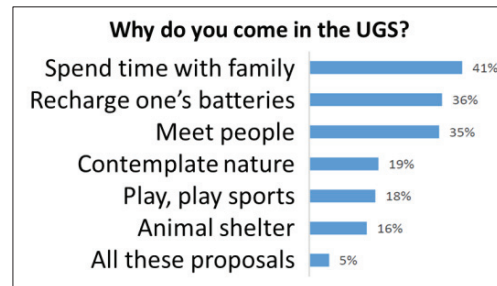 Why do you come in the UGS?
Spend time with family 41%
Recharge one's batteries 36%
Meet people 35%
Contemplate nature 19%
Play, play sports 18%
Animal shelter 16%
All these proposals 5%